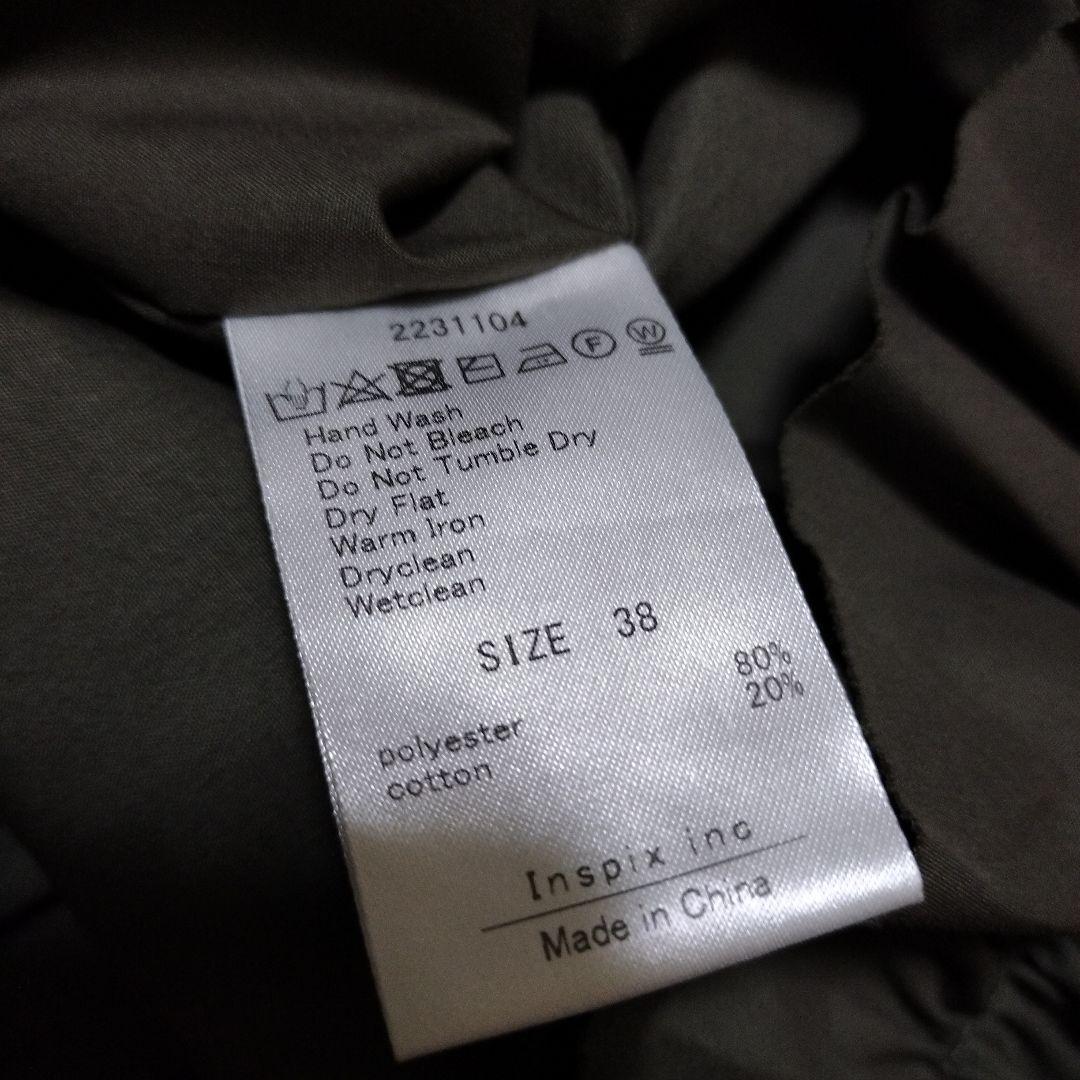 2231104
F W
Hand Wash
Do Not Bleach
Do Not Tumble Dry
Dry Flat
Warm Iron
Dryclean
Wetclean
SIZE 38
80%
20%
polyester
cotton
Inspix inc
Made in China